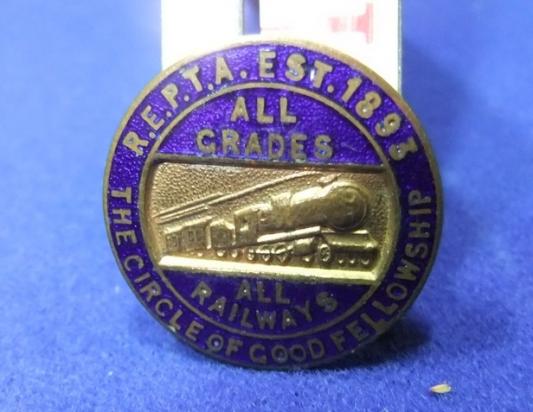 R.E.P.T.A. EST. 1893
ALL
GRADES
ALL
RAILWAYS
THE CIRCLE OF GOOD FELLOWSHIP